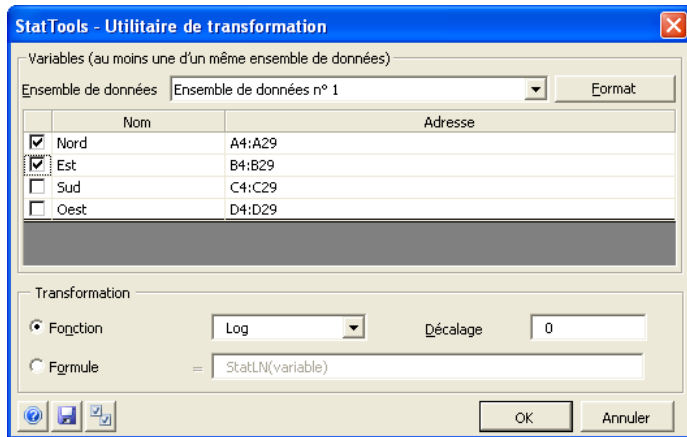 StatTools - Utilitaire de transformation
Variables (au moins une d'un même ensemble de données)
Ensemble de données Ensemble de données n° 1 Format
Nom Adresse
Nord A4:A29
Est B4:B29
Sud C4:C29
Oest D4:D29
Transformation
Fonction Log Décalage 0
Formule = StatLN(variable)
OK Annuler